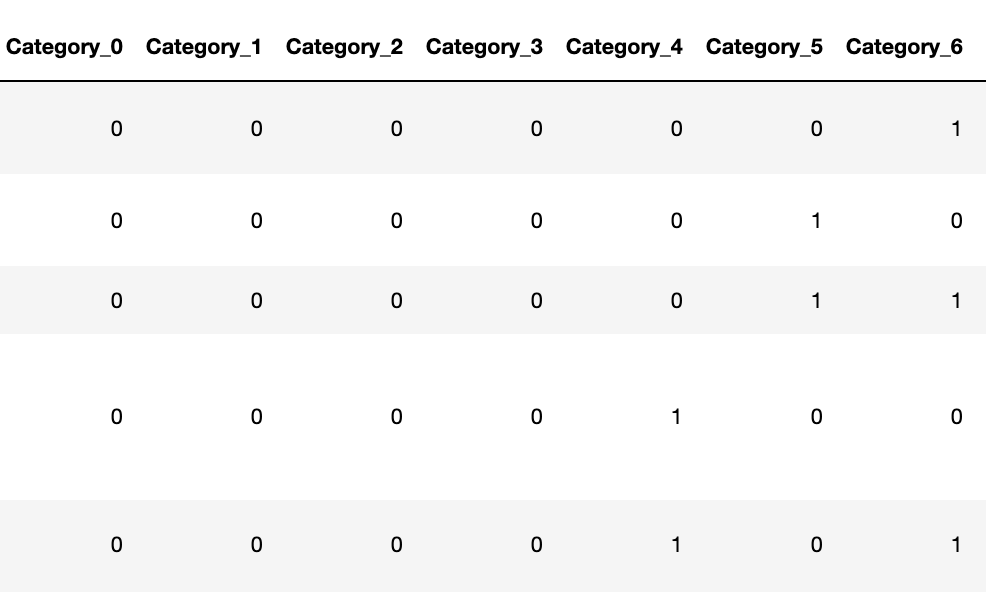 Category_0 Category_1 Category_2 Category_3 Category_4 Category_5 Category_6
0 0 0 0 0 0 1
0 0 0 0 0 1 0
0 0 0 0 0 1 1
0 0 0 0 1 0 0
0 0 0 0 1 0 1